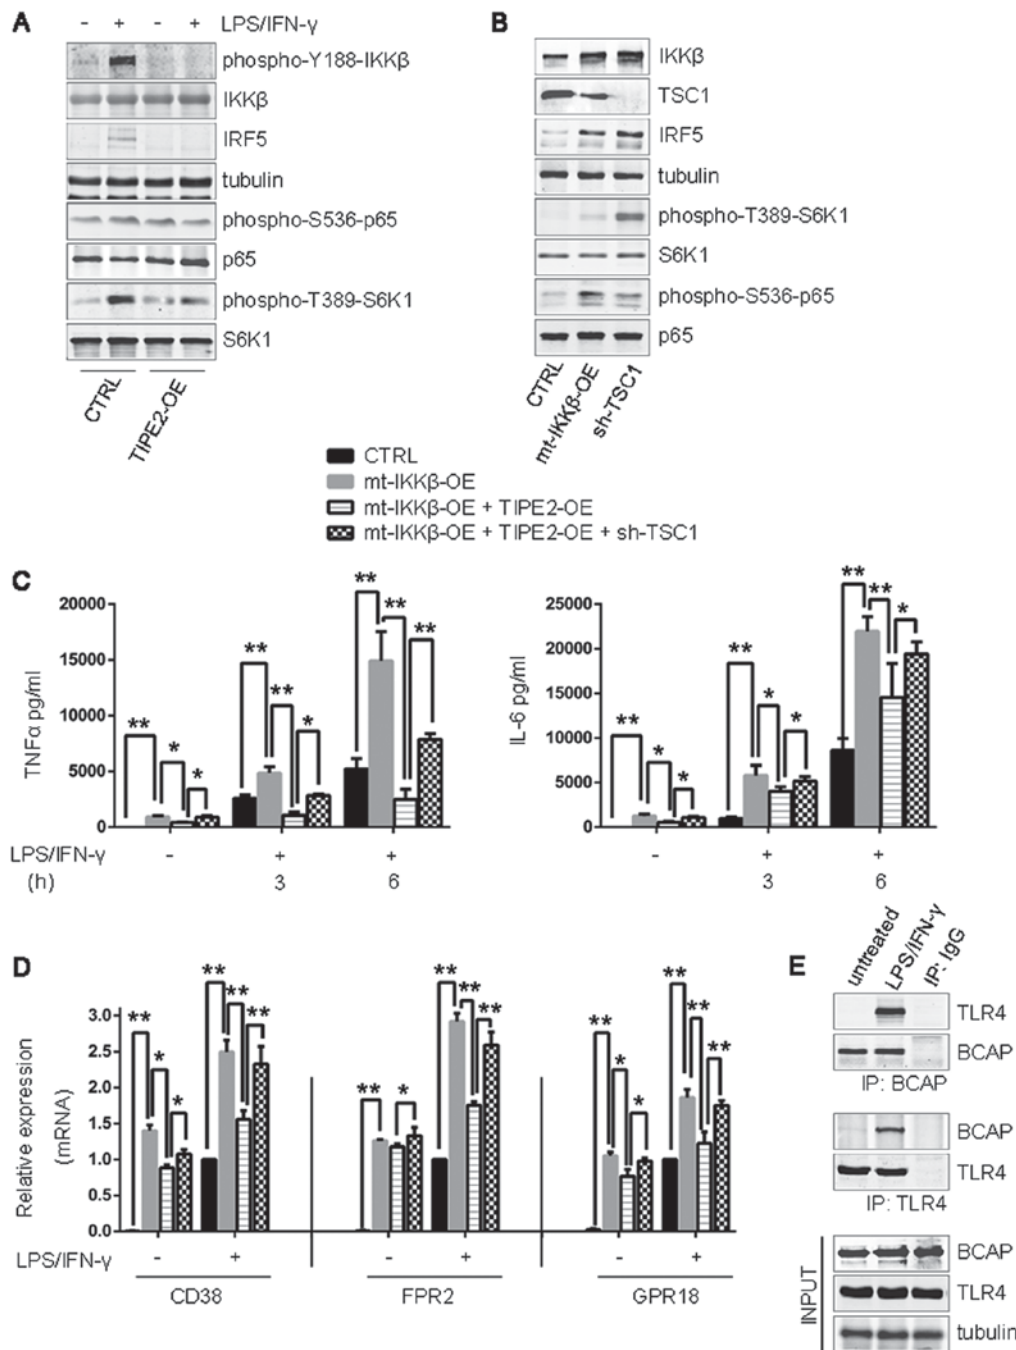 A
- + - + LPS/IFN-γ
phospho-Y188-IKKβ
IKKβ
IRF5
tubulin
phospho-S536-p65
p65
phospho-T389-S6K1
S6K1
CTRL
TIPE2-OE
B
IKKβ
TSC1
IRF5
tubulin
phospho-T389-S6K1
S6K1
phospho-S536-p65
p65
CTRL
mt-IKKβ-OE
sh-TSC1
CTRL
mt-IKKβ-OE
mt-IKKβ-OE + TIPE2-OE
mt-IKKβ-OE + TIPE2-OE + sh-TSC1
C
TNFα pg/ml
20000
15000
10000
5000
0
** * *
** ** *
** ** **
LPS/IFN-γ - + +
(h) 3 6
IL-6 pg/ml
25000
20000
15000
10000
5000
0
** * *
** * *
** ** *
- + +
3 6
D
Relative expression
(mRNA)
3.0
2.5
2.0
1.5
1.0
0.5
0.0
** * *
** ** **
** *
** ** **
** * *
** ** **
LPS/IFN-γ - + - + - +
CD38 FPR2 GPR18
E
untreated
LPS/IFN-γ
IP: IgG
TLR4
BCAP
IP: BCAP
BCAP
TLR4
IP: TLR4
INPUT
BCAP
TLR4
tubulin